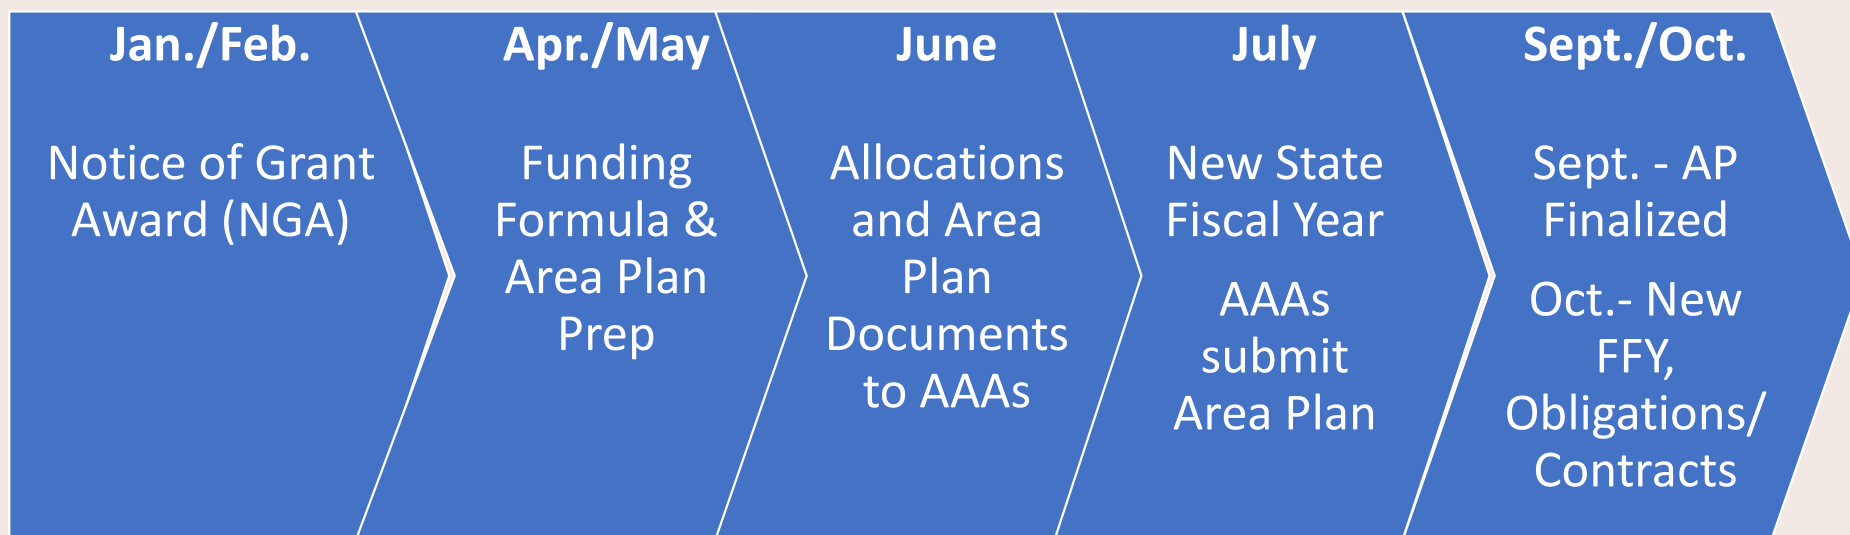 Jan./Feb.
Notice of Grant
Award (NGA)
Apr./May
Funding
Formula &
Area Plan
Prep
June
Allocations
and Area
Plan
Documents
to AAAs
July
New State
Fiscal Year
AAAs
submit
Area Plan
Sept./Oct.
Sept. - AP
Finalized
Oct.- New
FFY,
Obligations/
Contracts